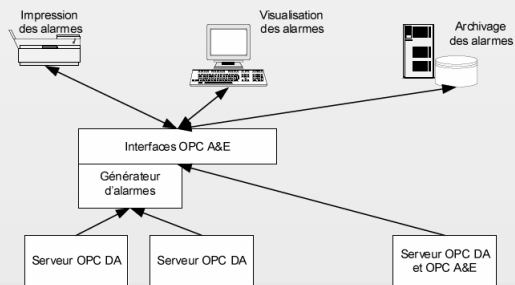 Impression
des alarmes
Visualisation
des alarmes
Archivage
des alarmes
Interfaces OPC A&E
Générateur
d'alarmes
Serveur OPC DA
Serveur OPC DA
Serveur OPC DA
et OPC A&E